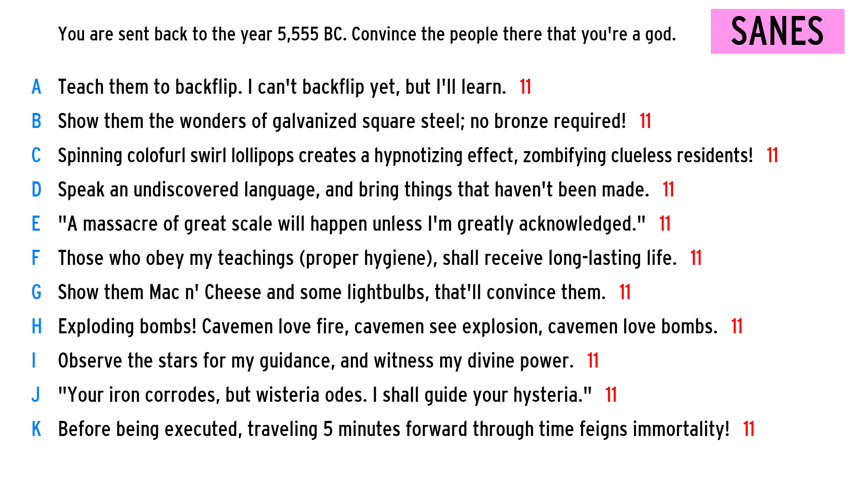 You are sent back to the year 5,555 BC. Convince the people there that you're a god.
SANES
A Teach them to backflip. I can't backflip yet, but I'll learn. 11
B Show them the wonders of galvanized square steel; no bronze required! 11
C Spinning colofurl swirl lollipops creates a hypnotizing effect, zombifying clueless residents! 11
D Speak an undiscovered language, and bring things that haven't been made. 11
E "A massacre of great scale will happen unless I'm greatly acknowledged." 11
F Those who obey my teachings (proper hygiene), shall receive long-lasting life. 11
G Show them Mac n' Cheese and some lightbulbs, that'll convince them. 11
H Exploding bombs! Cavemen love fire, cavemen see explosion, cavemen love bombs. 11
I Observe the stars for my guidance, and witness my divine power. 11
J "Your iron corrodes, but wisteria odes. I shall guide your hysteria." 11
K Before being executed, traveling 5 minutes forward through time feigns immortality! 11